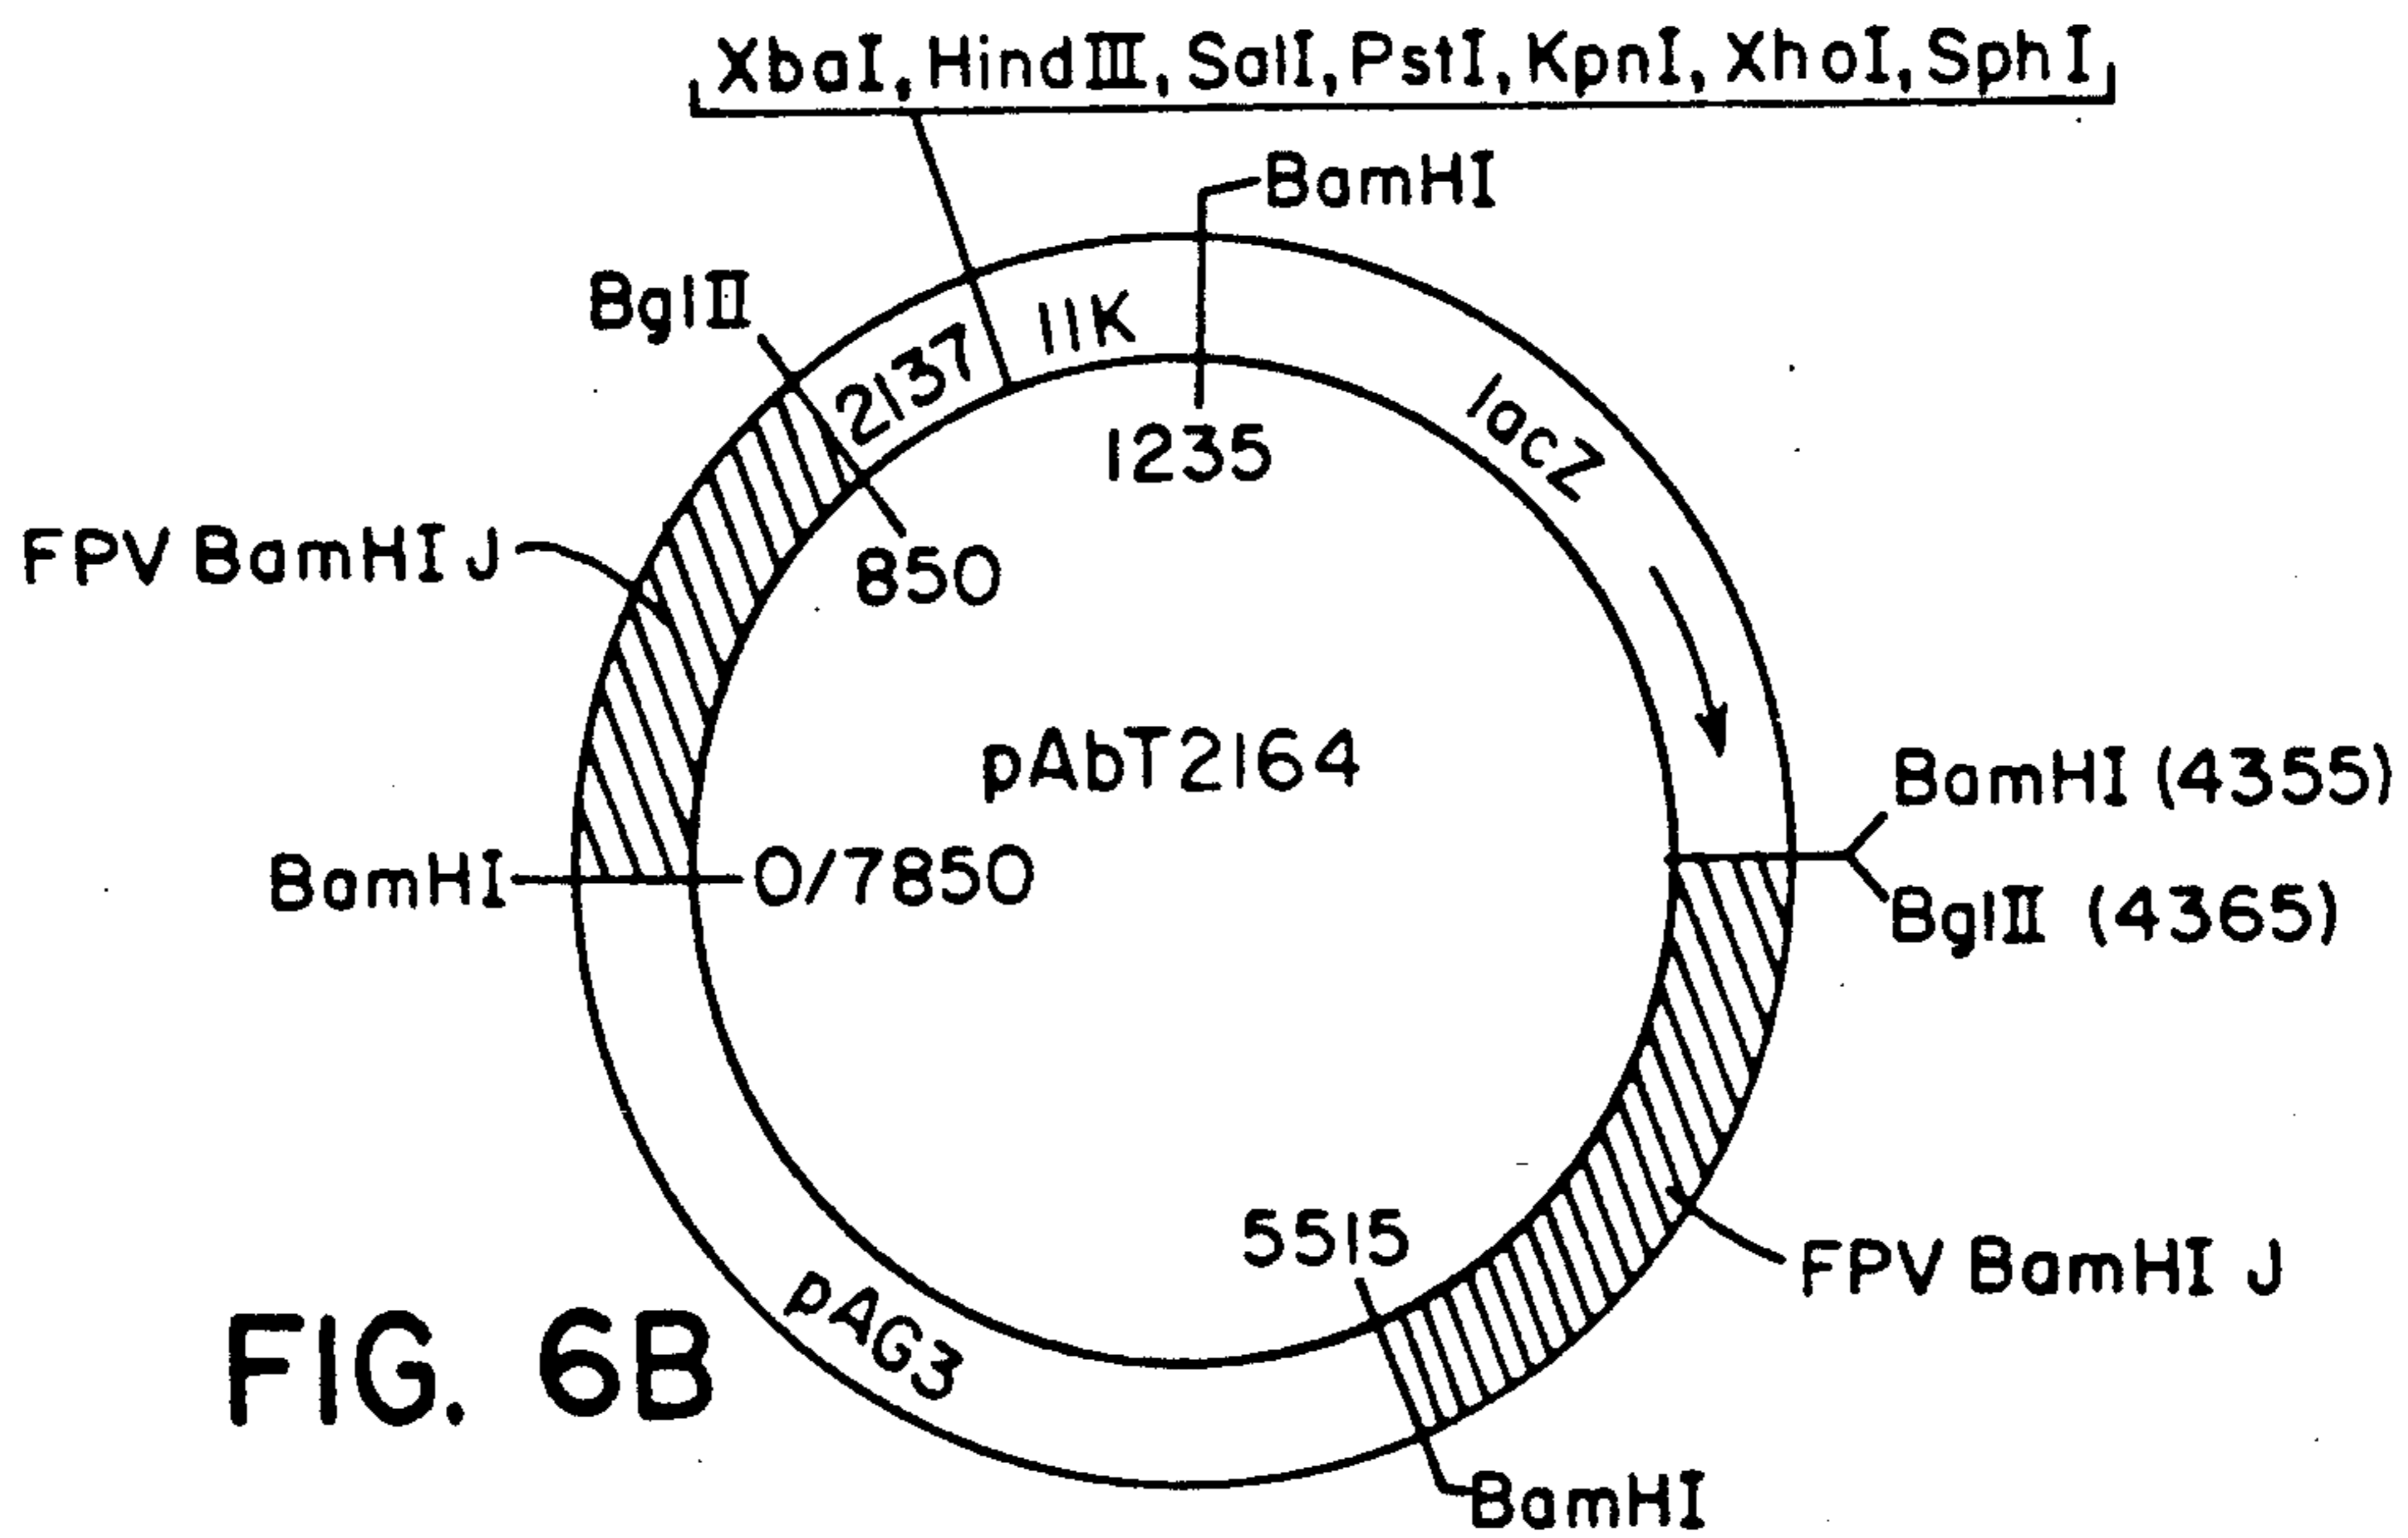 XbaI, HindIII, SalI, PstI, KpnI, XhoI, SphI
BamHI
BglII
2137
11K
lacZ
1235
FPV BamHI J
850
pAbT2164
BamHI (4355)
BamHI
0/7850
BglII (4365)
5515
FPV BamHI J
pAG3
FIG. 6B
BamHI